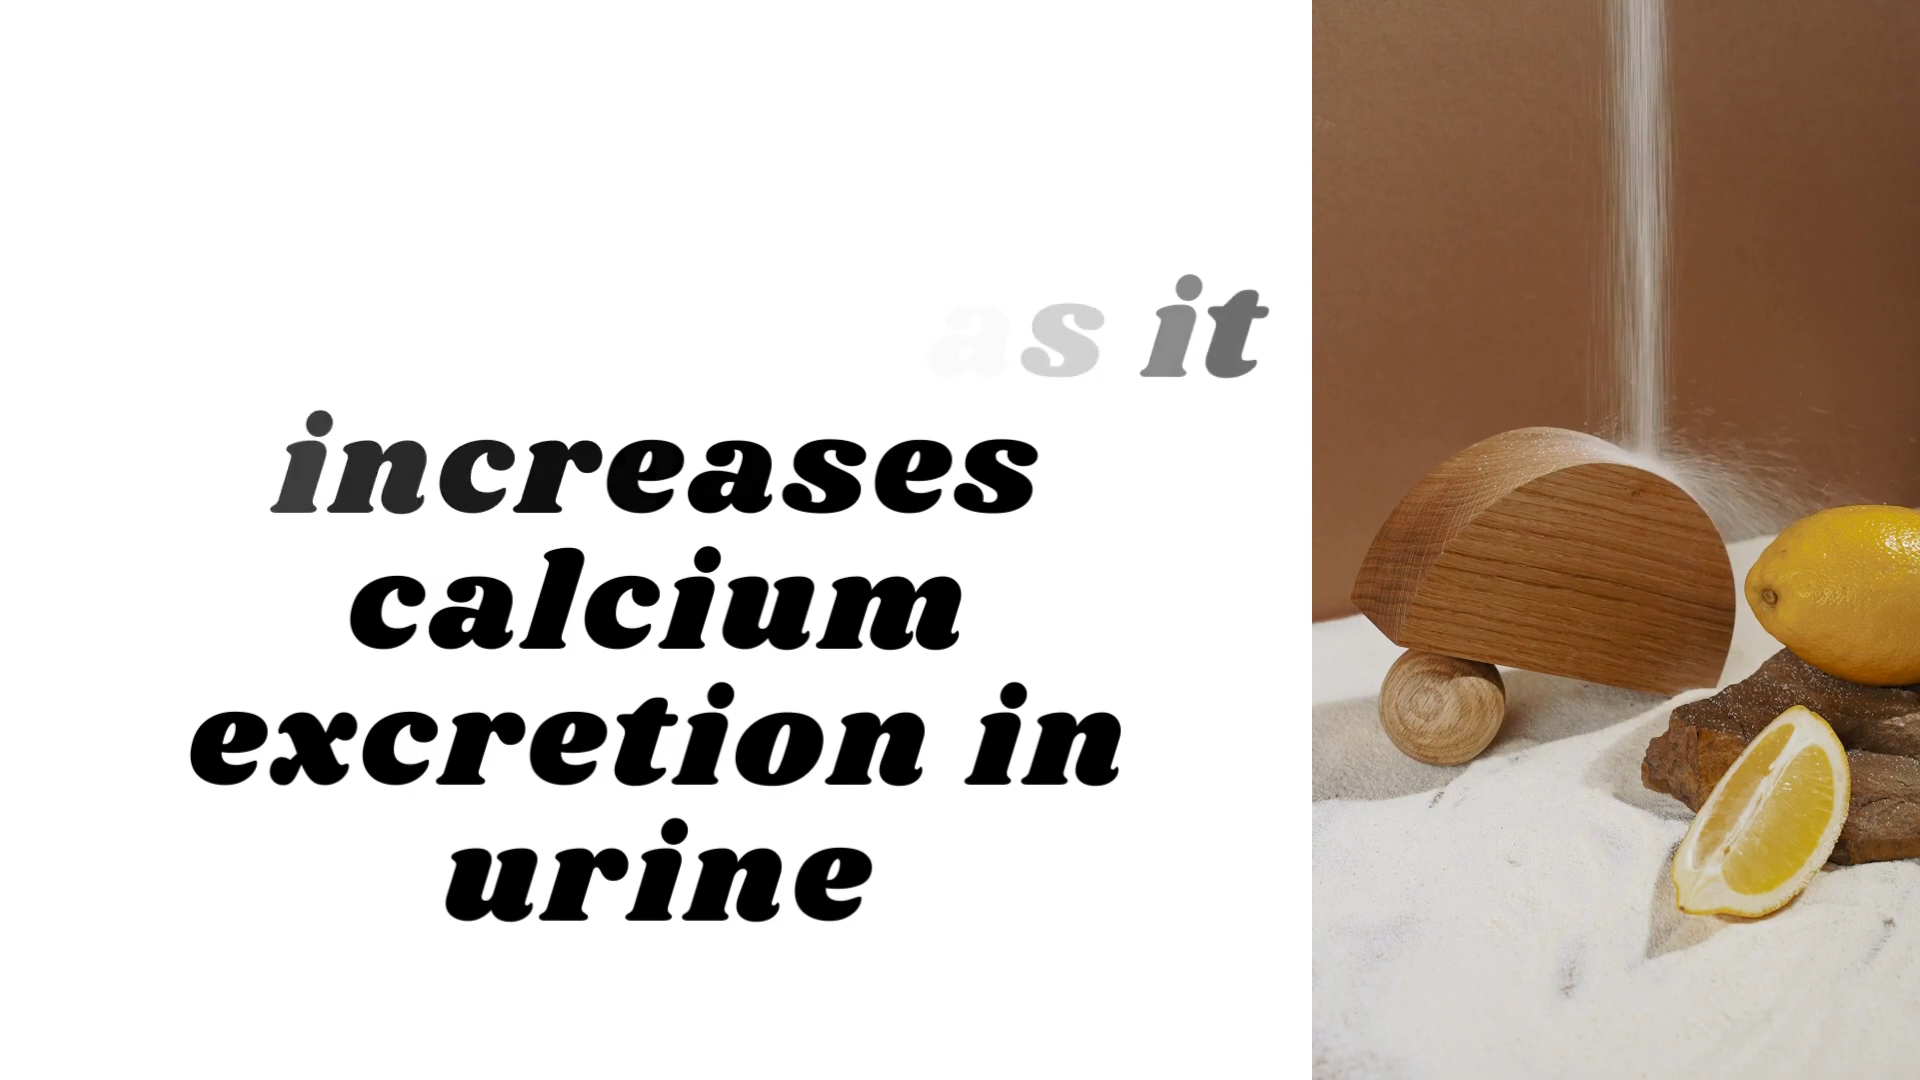 as it
increases
calcium
excretion in
urine